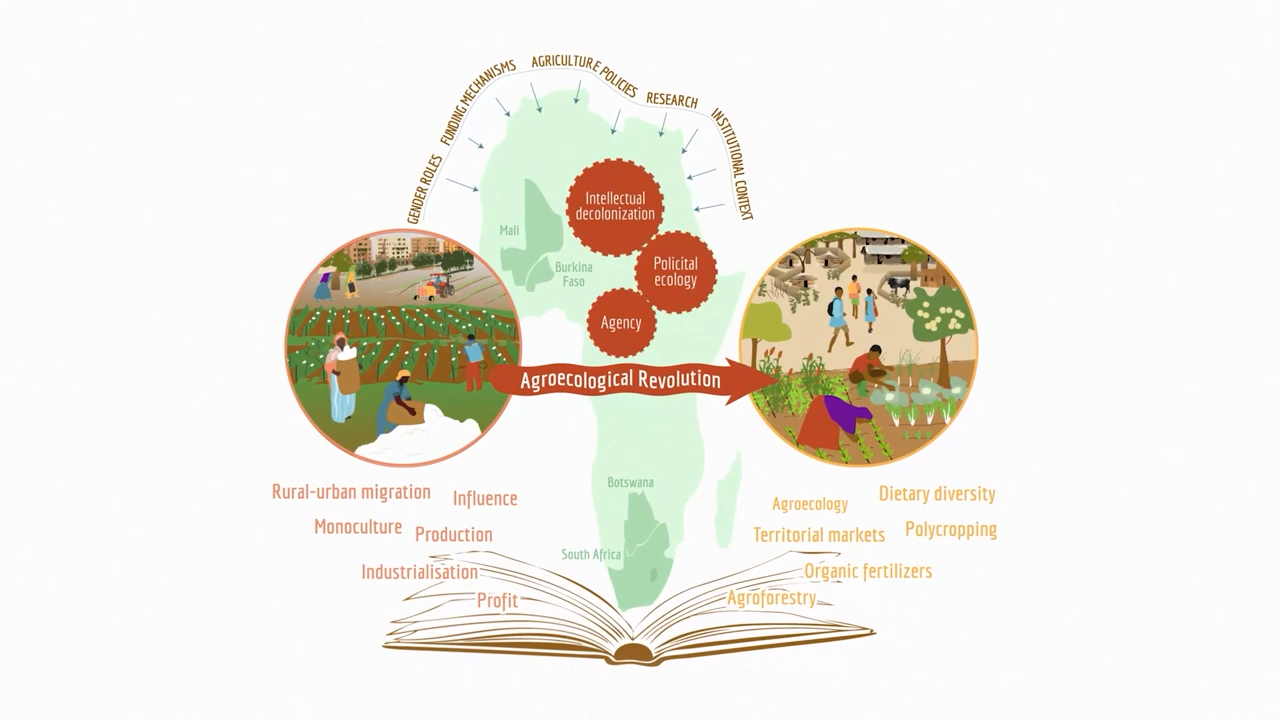 GENDER ROLES
FUNDING MECHANISMS
AGRICULTURE POLICIES
RESEARCH
INSTITUTIONAL CONTEXT
Intellectual
decolonization
Policital
ecology
Agency
Mali
Burkina
Faso
Agroecological Revolution
Botswana
South Africa
Rural-urban migration
Influence
Monoculture
Production
Industrialisation
Profit
Agroecology
Dietary diversity
Territorial markets
Polycropping
Organic fertilizers
Agroforestry